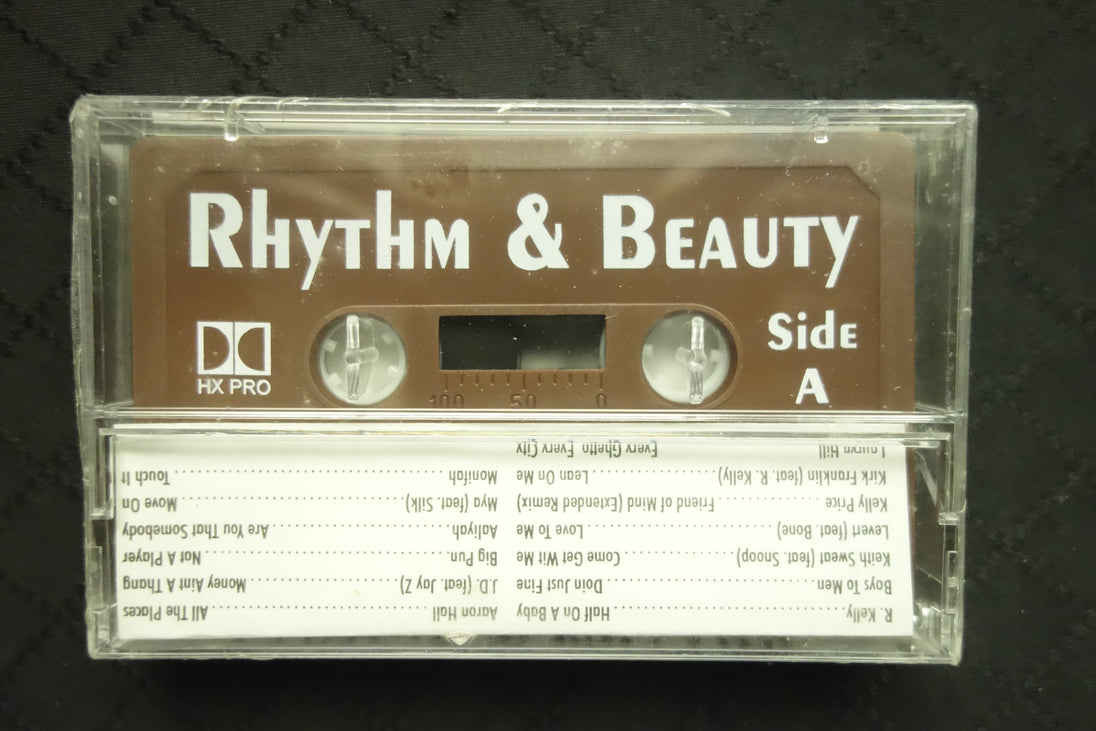 Rhythm & Beauty
Side
A
HX PRO
100 50 0
R. Kelly..............................Half On A Baby
Boys To Men..............................Doin Just Fine
Keith Sweat (feat. Snoop)...............Come Get Wit Me
Levert (feat. Bone)..............................Love To Me
Kelly Price...............Friend of Mind (Extended Remix)
Kirk Franklin (feat. R. Kelly)....................Lean On Me
Lauryn Hill Every Ghetto Every City
Aaron Hall..............................All The Places
J.D. (feat. Jay Z)....................Money Aint A Thang
Big Pun..............................Not A Player
Aaliyah....................Are You That Somebody
Mya (feat. Silk)..............................Move On
Monifah..............................Touch It